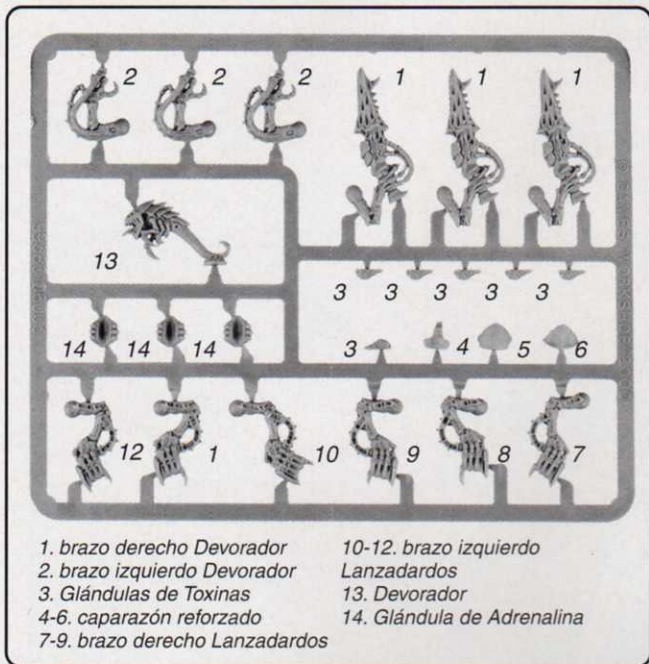 2 2 2 1 1 1
13
3 3 3 3 3
14 14 14 3 4 5 6
12 1 10 9 8 7
1. brazo derecho Devorador
2. brazo izquierdo Devorador
3. Glándulas de Toxinas
4-6. caparazón reforzado
7-9. brazo derecho Lanzadardos
10-12. brazo izquierdo
Lanzadardos
13. Devorador
14. Glándula de Adrenalina